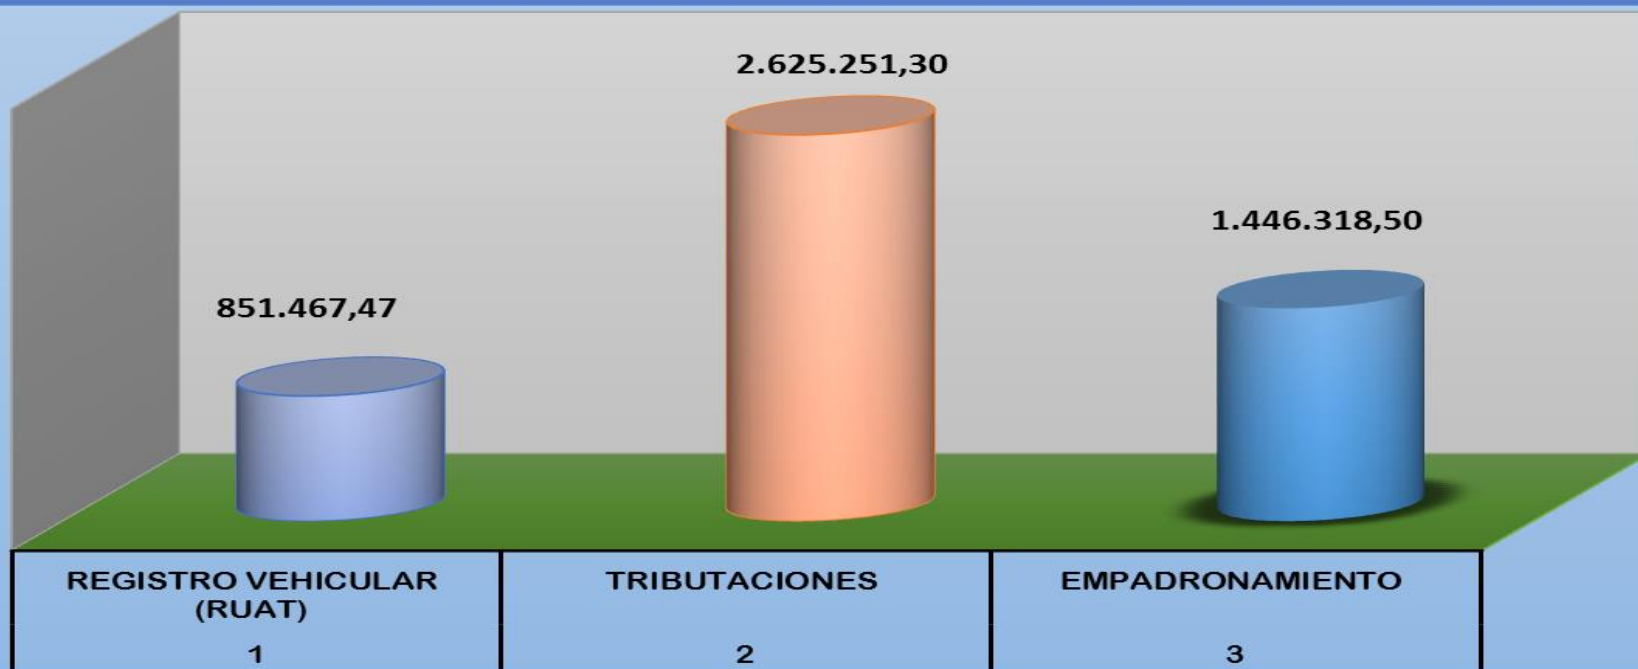 2.625.251,30
1.446.318,50
851.467,47
REGISTRO VEHICULAR
(RUAT)
TRIBUTACIONES
EMPADRONAMIENTO
1
2
3